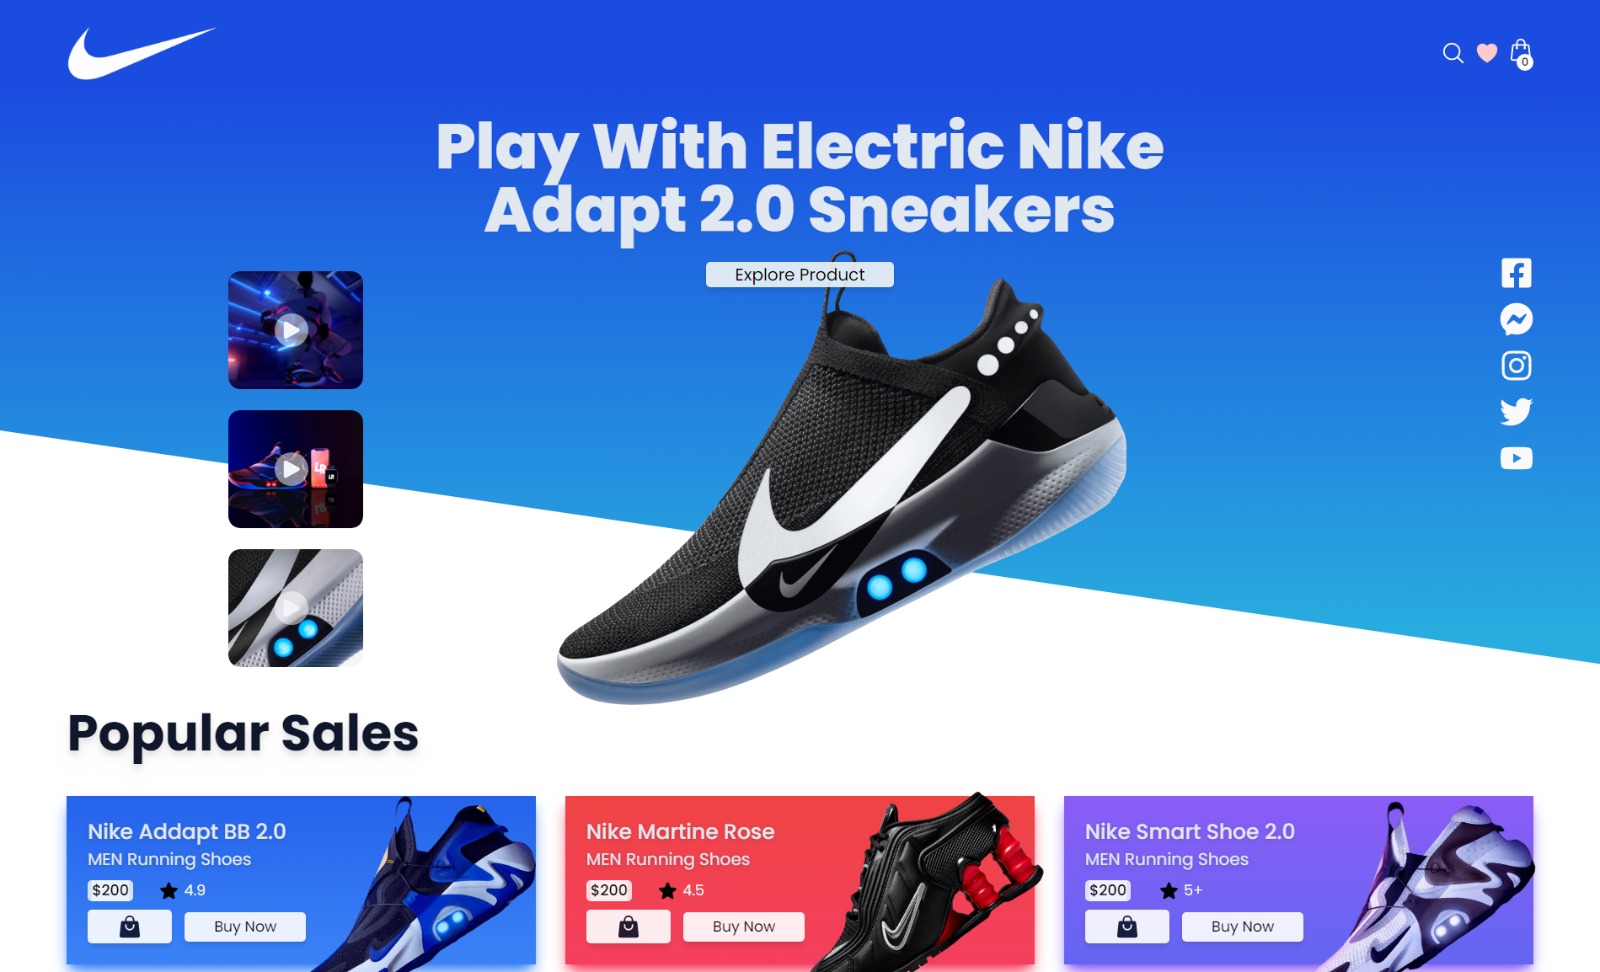 0
Play With Electric Nike
Adapt 2.0 Sneakers
Explore Product
Popular Sales
Nike Addapt BB 2.0
MEN Running Shoes
$200 4.9
Buy Now
Nike Martine Rose
MEN Running Shoes
$200 4.5
Buy Now
Nike Smart Shoe 2.0
MEN Running Shoes
$200 5+
Buy Now